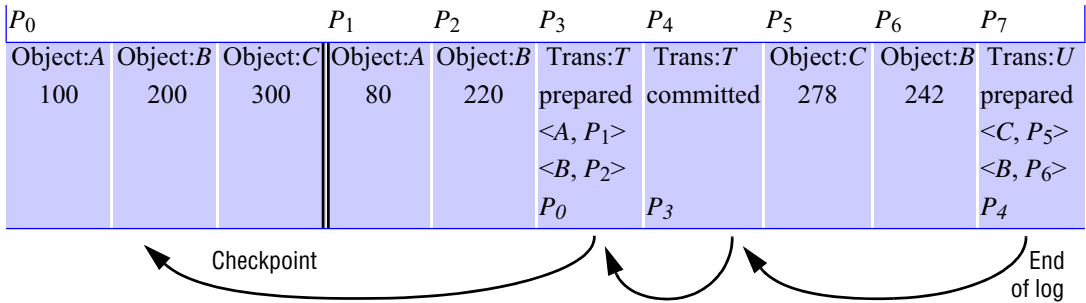 P0 P1 P2 P3 P4 P5 P6 P7
Object:A Object:B Object:C Object:A Object:B Trans:T Trans:T Object:C Object:B Trans:U
100 200 300 80 220 prepared committed 278 242 prepared
<A, P1> <C, P5>
<B, P2> <B, P6>
P0 P3 P4
Checkpoint End
of log